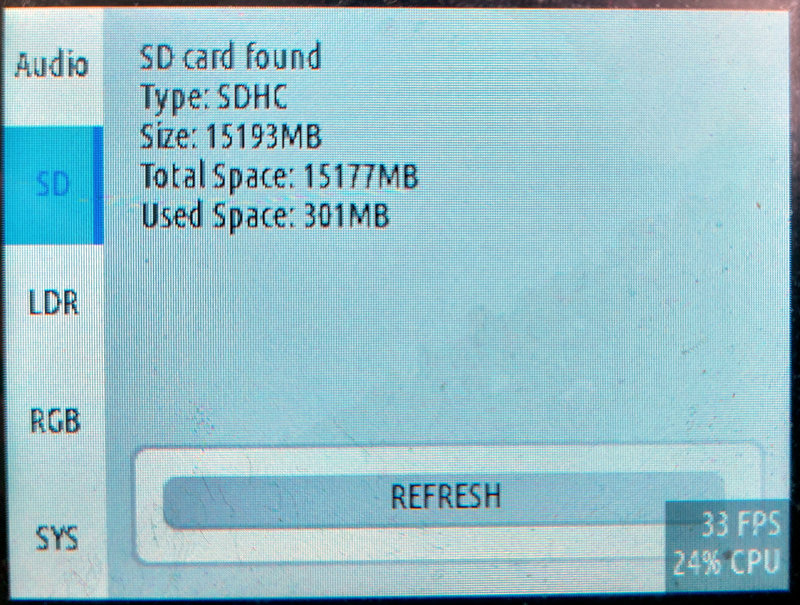 Audio
SD
LDR
RGB
SYS
SD card found
Type: SDHC
Size: 15193MB
Total Space: 15177MB
Used Space: 301MB
REFRESH
33 FPS
24% CPU